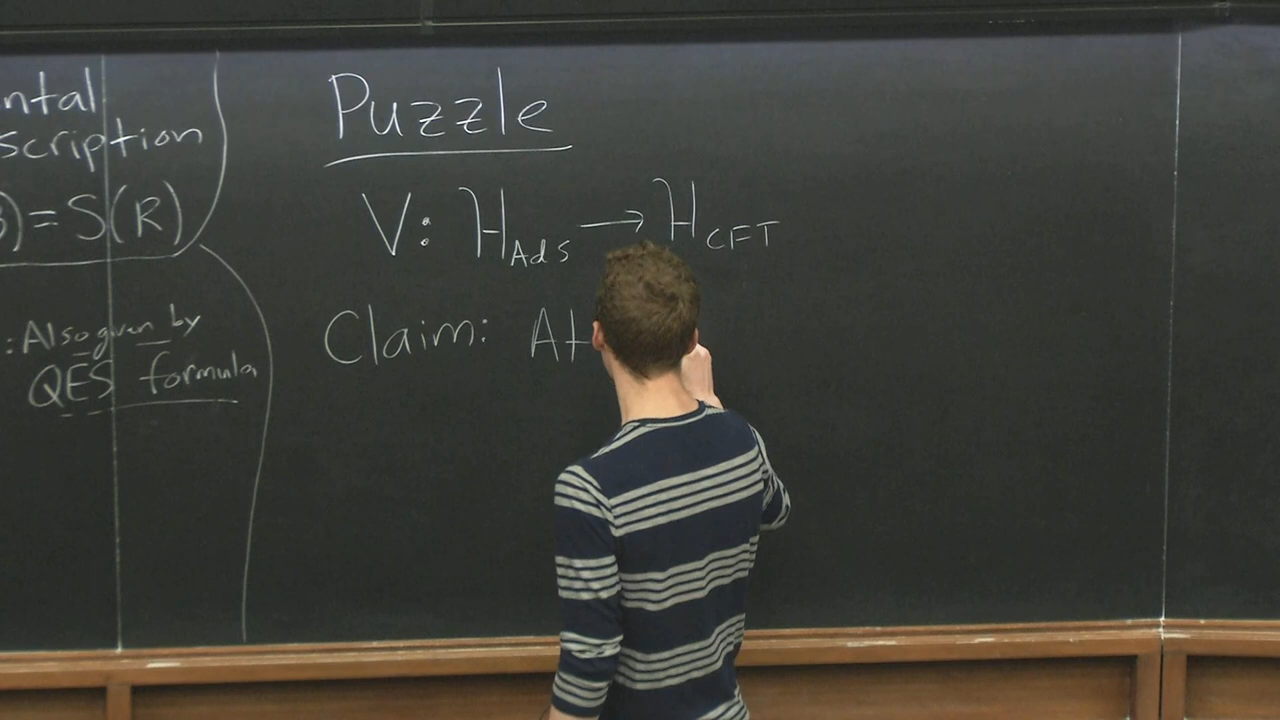 ntal
scription
) = S(R)
: Also given by
QES formula
Puzzle
V: H_AdS → H_CFT
Claim: At